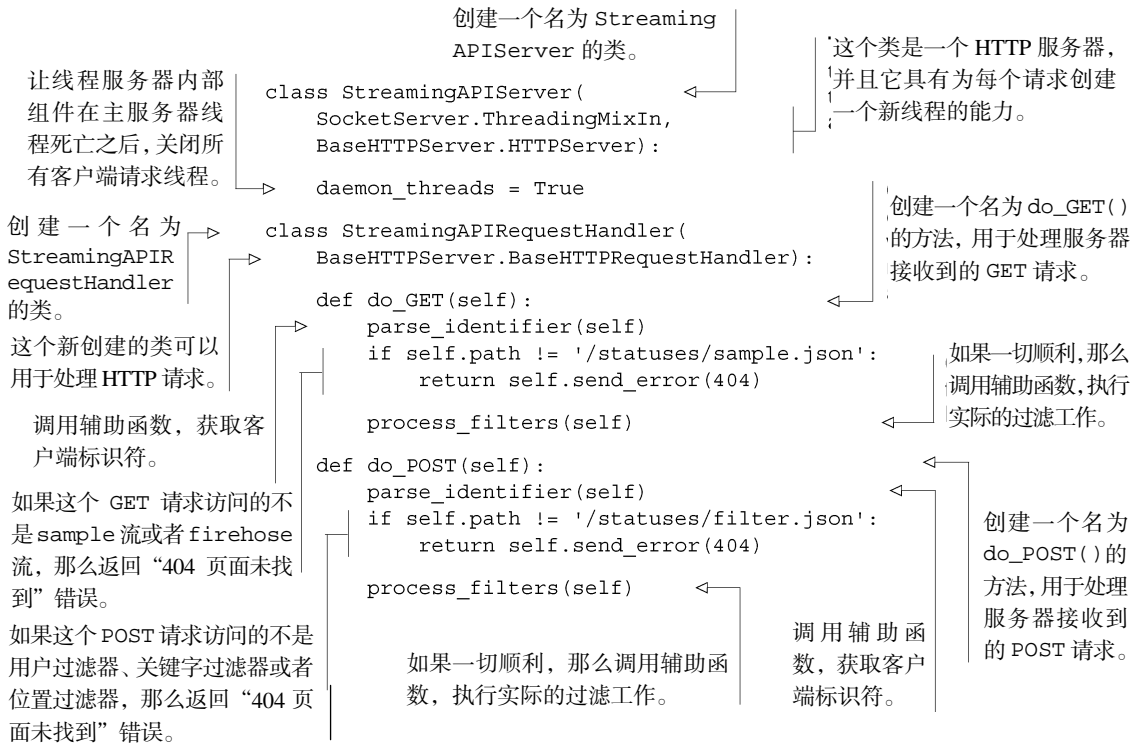 创建一个名为 Streaming
APIServer 的类。
这个类是一个 HTTP 服务器，
并且它具有为每个请求创建
一个新线程的能力。
让线程服务器内部
组件在主服务器线
程死亡之后，关闭所
有客户端请求线程。
class StreamingAPIServer(
SocketServer.ThreadingMixIn,
BaseHTTPServer.HTTPServer):
daemon_threads = True
创建一个名为 do_GET()
的方法，用于处理服务器
接收到的 GET 请求。
创建一个名为
StreamingAPIR
equestHandler
的类。
class StreamingAPIRequestHandler(
BaseHTTPServer.BaseHTTPRequestHandler):
这个新创建的类可以
用于处理 HTTP 请求。
def do_GET(self):
parse_identifier(self)
if self.path != '/statuses/sample.json':
return self.send_error(404)
process_filters(self)
如果一切顺利，那么
调用辅助函数，执行
实际的过滤工作。
调用辅助函数，获取客
户端标识符。
如果这个 GET 请求访问的不
是 sample 流或者 firehose
流，那么返回“404 页面未找
到”错误。
def do_POST(self):
parse_identifier(self)
if self.path != '/statuses/filter.json':
return self.send_error(404)
process_filters(self)
创建一个名为
do_POST()的
方法，用于处理
服务器接收到
的 POST 请求。
如果这个 POST 请求访问的不是
用户过滤器、关键字过滤器或者
位置过滤器，那么返回“404 页
面未找到”错误。
如果一切顺利，那么调用辅助函
数，执行实际的过滤工作。
调用辅助函
数，获取客户
端标识符。